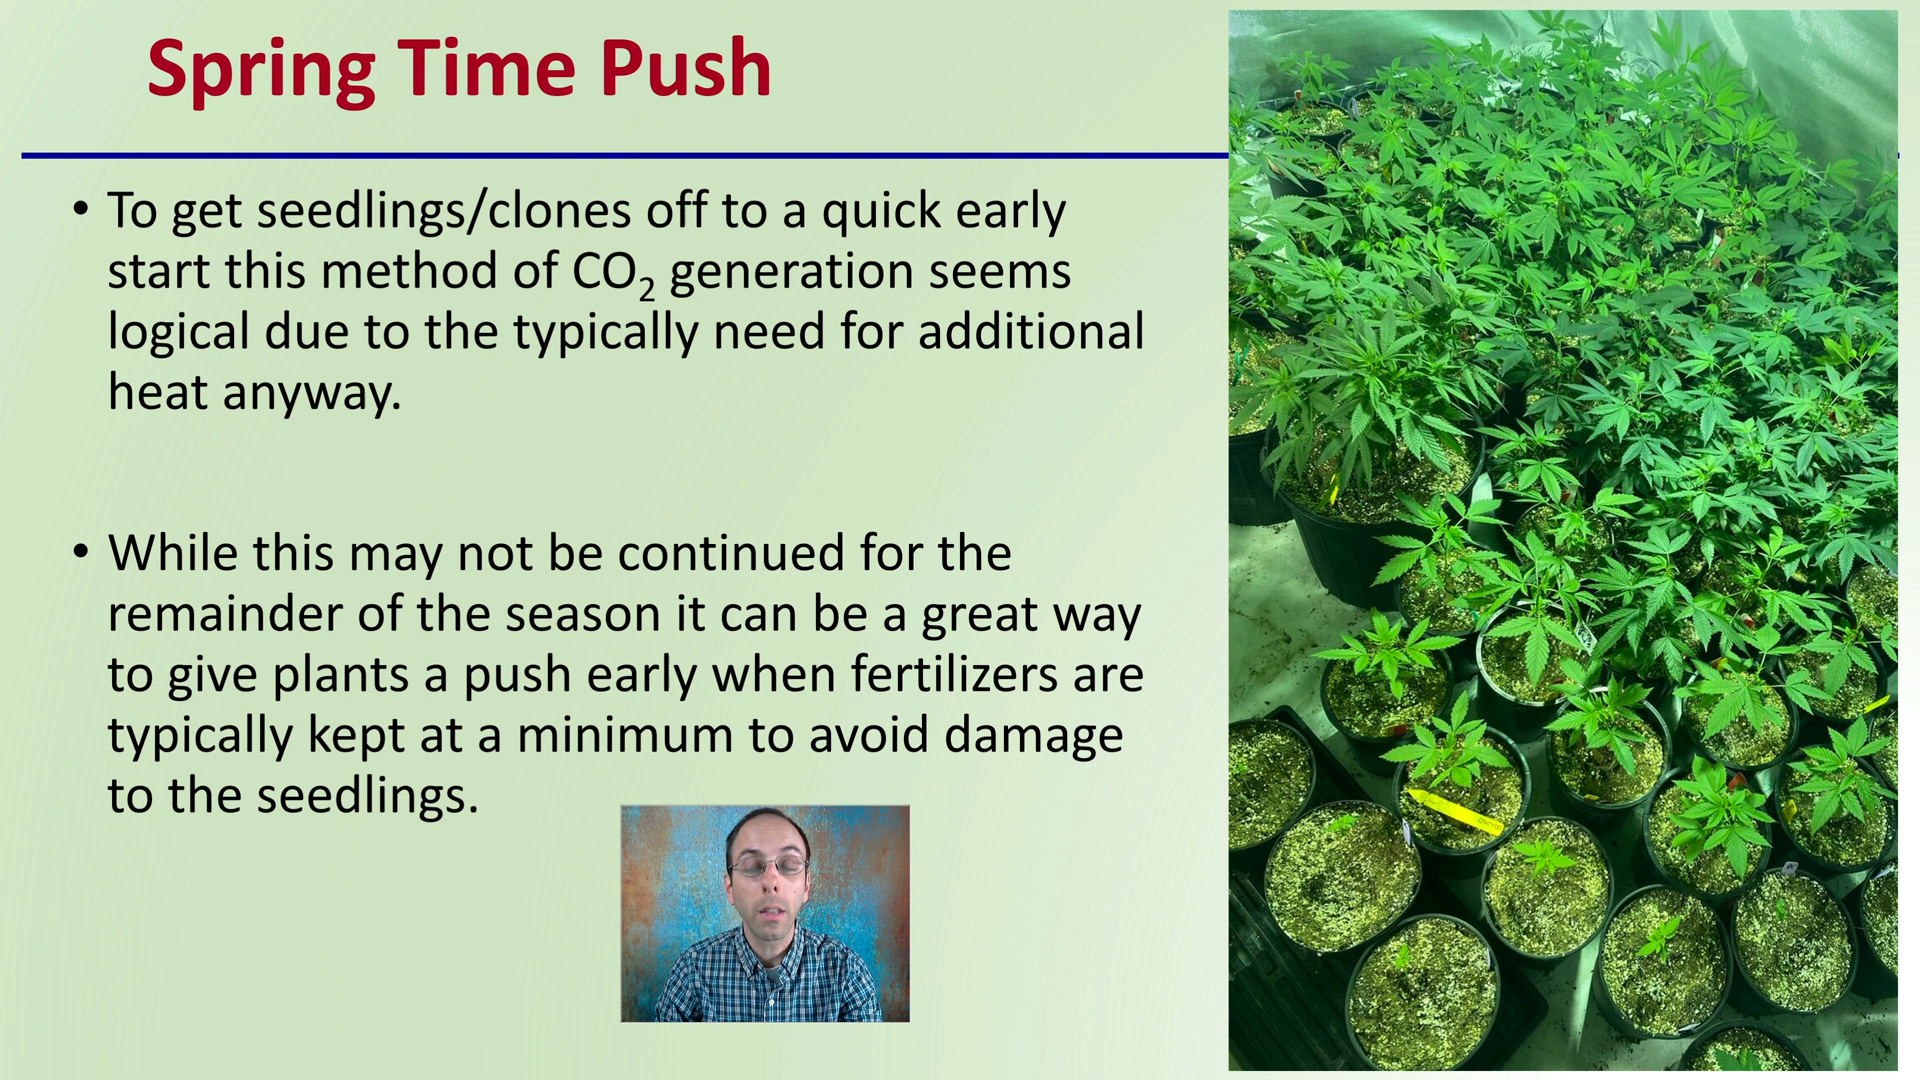 Spring Time Push
• To get seedlings/clones off to a quick early
start this method of CO₂ generation seems
logical due to the typically need for additional
heat anyway.
• While this may not be continued for the
remainder of the season it can be a great way
to give plants a push early when fertilizers are
typically kept at a minimum to avoid damage
to the seedlings.